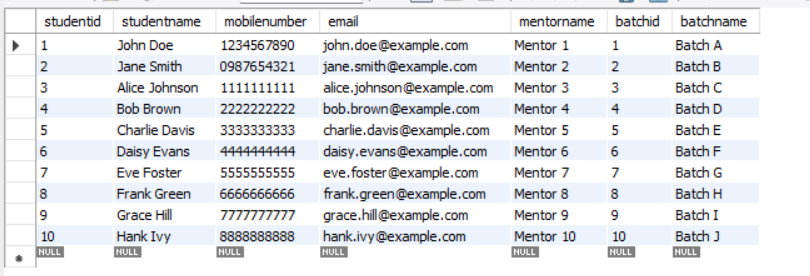 studentid studentname mobilenumber email mentorname batchid batchname
1 John Doe 1234567890 john.doe@example.com Mentor 1 1 Batch A
2 Jane Smith 0987654321 jane.smith@example.com Mentor 2 2 Batch B
3 Alice Johnson 1111111111 alice.johnson@example.com Mentor 3 3 Batch C
4 Bob Brown 2222222222 bob.brown@example.com Mentor 4 4 Batch D
5 Charlie Davis 3333333333 charlie.davis@example.com Mentor 5 5 Batch E
6 Daisy Evans 4444444444 daisy.evans@example.com Mentor 6 6 Batch F
7 Eve Foster 5555555555 eve.foster@example.com Mentor 7 7 Batch G
8 Frank Green 6666666666 frank.green@example.com Mentor 8 8 Batch H
9 Grace Hill 7777777777 grace.hill@example.com Mentor 9 9 Batch I
10 Hank Ivy 8888888888 hank.ivy@example.com Mentor 10 10 Batch J
NULL NULL NULL NULL NULL NULL NULL